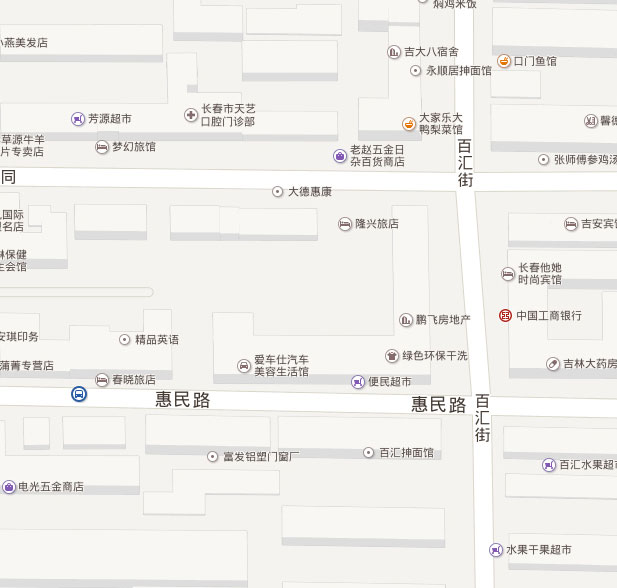 焖鸡米饭
小燕美发店
吉大八宿舍
口门鱼馆
永顺居抻面馆
长春市天艺
口腔门诊部
芳源超市
大家乐大
鸭梨菜馆
馨德
草源牛羊
片专卖店
梦幻旅馆
老赵五金日
杂百货商店
百汇街
张师傅参鸡汤
同
大德惠康
国际
名店
隆兴旅店
吉安宾馆
保健
生会馆
长春他她
时尚宾馆
鹏飞房地产
中国工商银行
安琪印务
精品英语
蒲菁专营店
爱车仕汽车
美容生活馆
绿色环保干洗
吉林大药房
春晓旅店
便民超市
惠民路
惠民路
百汇街
富发铝塑门窗厂
百汇抻面馆
百汇水果超市
电光五金商店
水果干果超市